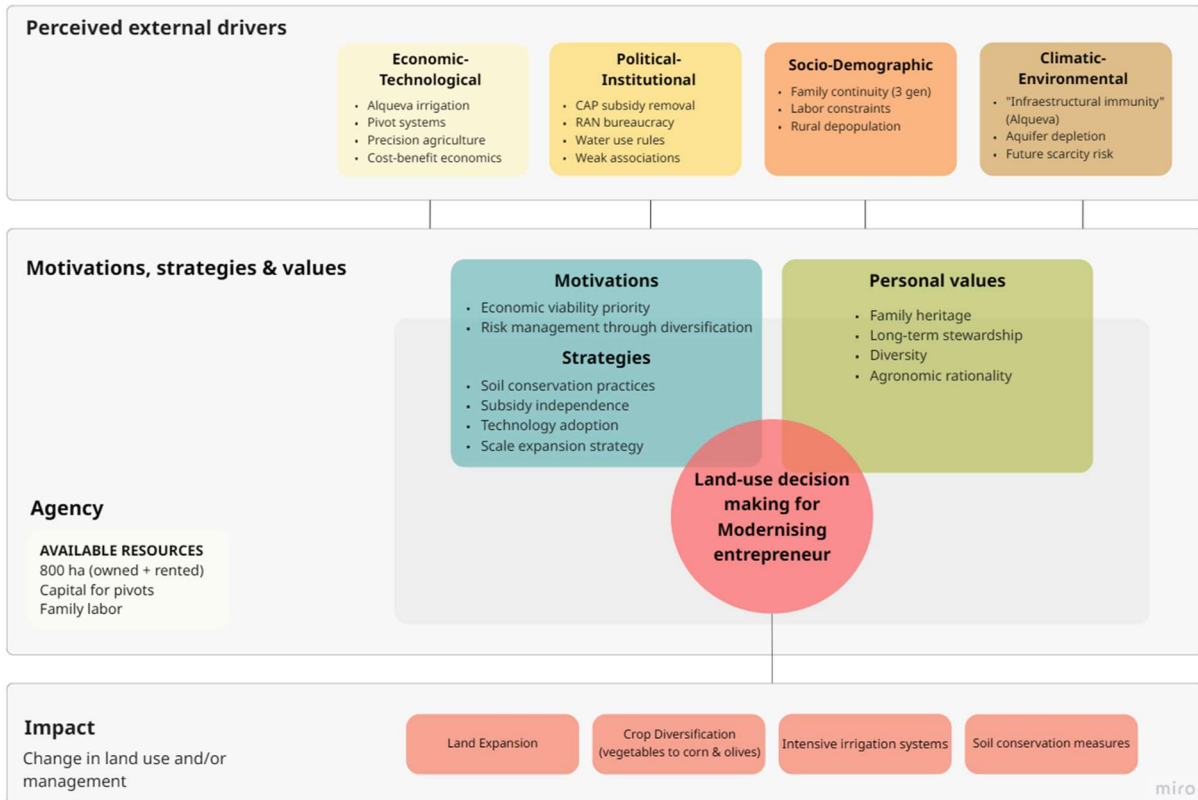 Perceived external drivers
Economic-
Technological
• Alqueva irrigation
• Pivot systems
• Precision agriculture
• Cost-benefit economics
Political-
Institutional
• CAP subsidy removal
• RAN bureaucracy
• Water use rules
• Weak associations
Socio-Demographic
• Family continuity (3 gen)
• Labor constraints
• Rural depopulation
Climatic-
Environmental
• "Infraestructural immunity"
(Alqueva)
• Aquifer depletion
• Future scarcity risk
Motivations, strategies & values
Motivations
• Economic viability priority
• Risk management through diversification
Strategies
• Soil conservation practices
• Subsidy independence
• Technology adoption
• Scale expansion strategy
Personal values
• Family heritage
• Long-term stewardship
• Diversity
• Agronomic rationality
Land-use decision
making for
Modernising
entrepreneur
Agency
AVAILABLE RESOURCES
800 ha (owned + rented)
Capital for pivots
Family labor
Impact
Change in land use and/or
management
Land Expansion
Crop Diversification
(vegetables to corn & olives)
Intensive irrigation systems
Soil conservation measures
miro